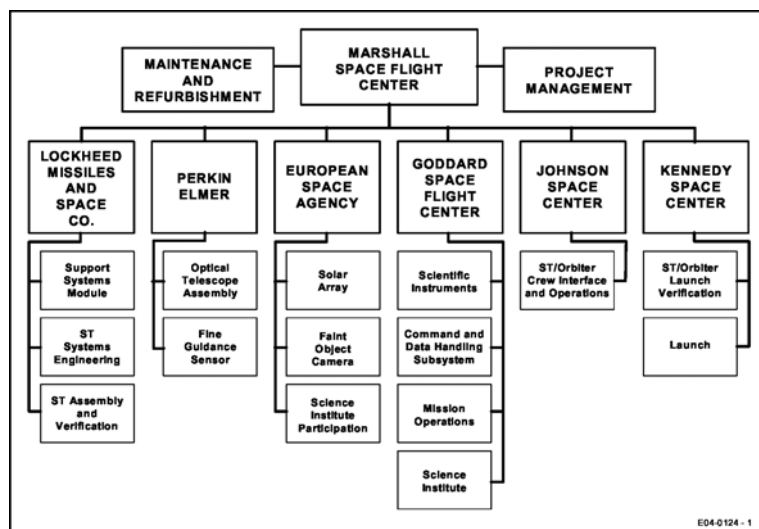 MARSHALL
SPACE FLIGHT
CENTER
MAINTENANCE
AND
REFURBISHMENT
PROJECT
MANAGEMENT
LOCKHEED
MISSILES
AND
SPACE
CO.
PERKIN
ELMER
EUROPEAN
SPACE
AGENCY
GODDARD
SPACE
FLIGHT
CENTER
JOHNSON
SPACE
CENTER
KENNEDY
SPACE
CENTER
Support
Systems
Module
ST
Systems
Engineering
ST Assembly
and
Verification
Optical
Telescope
Assembly
Fine
Guidance
Sensor
Solar
Array
Faint
Object
Camera
Science
Institute
Participation
Scientific
Instruments
Command and
Data Handling
Subsystem
Mission
Operations
Science
Institute
ST/Orbiter
Crew Interface
and Operations
ST/Orbiter
Launch
Verification
Launch
E04-0124 - 1